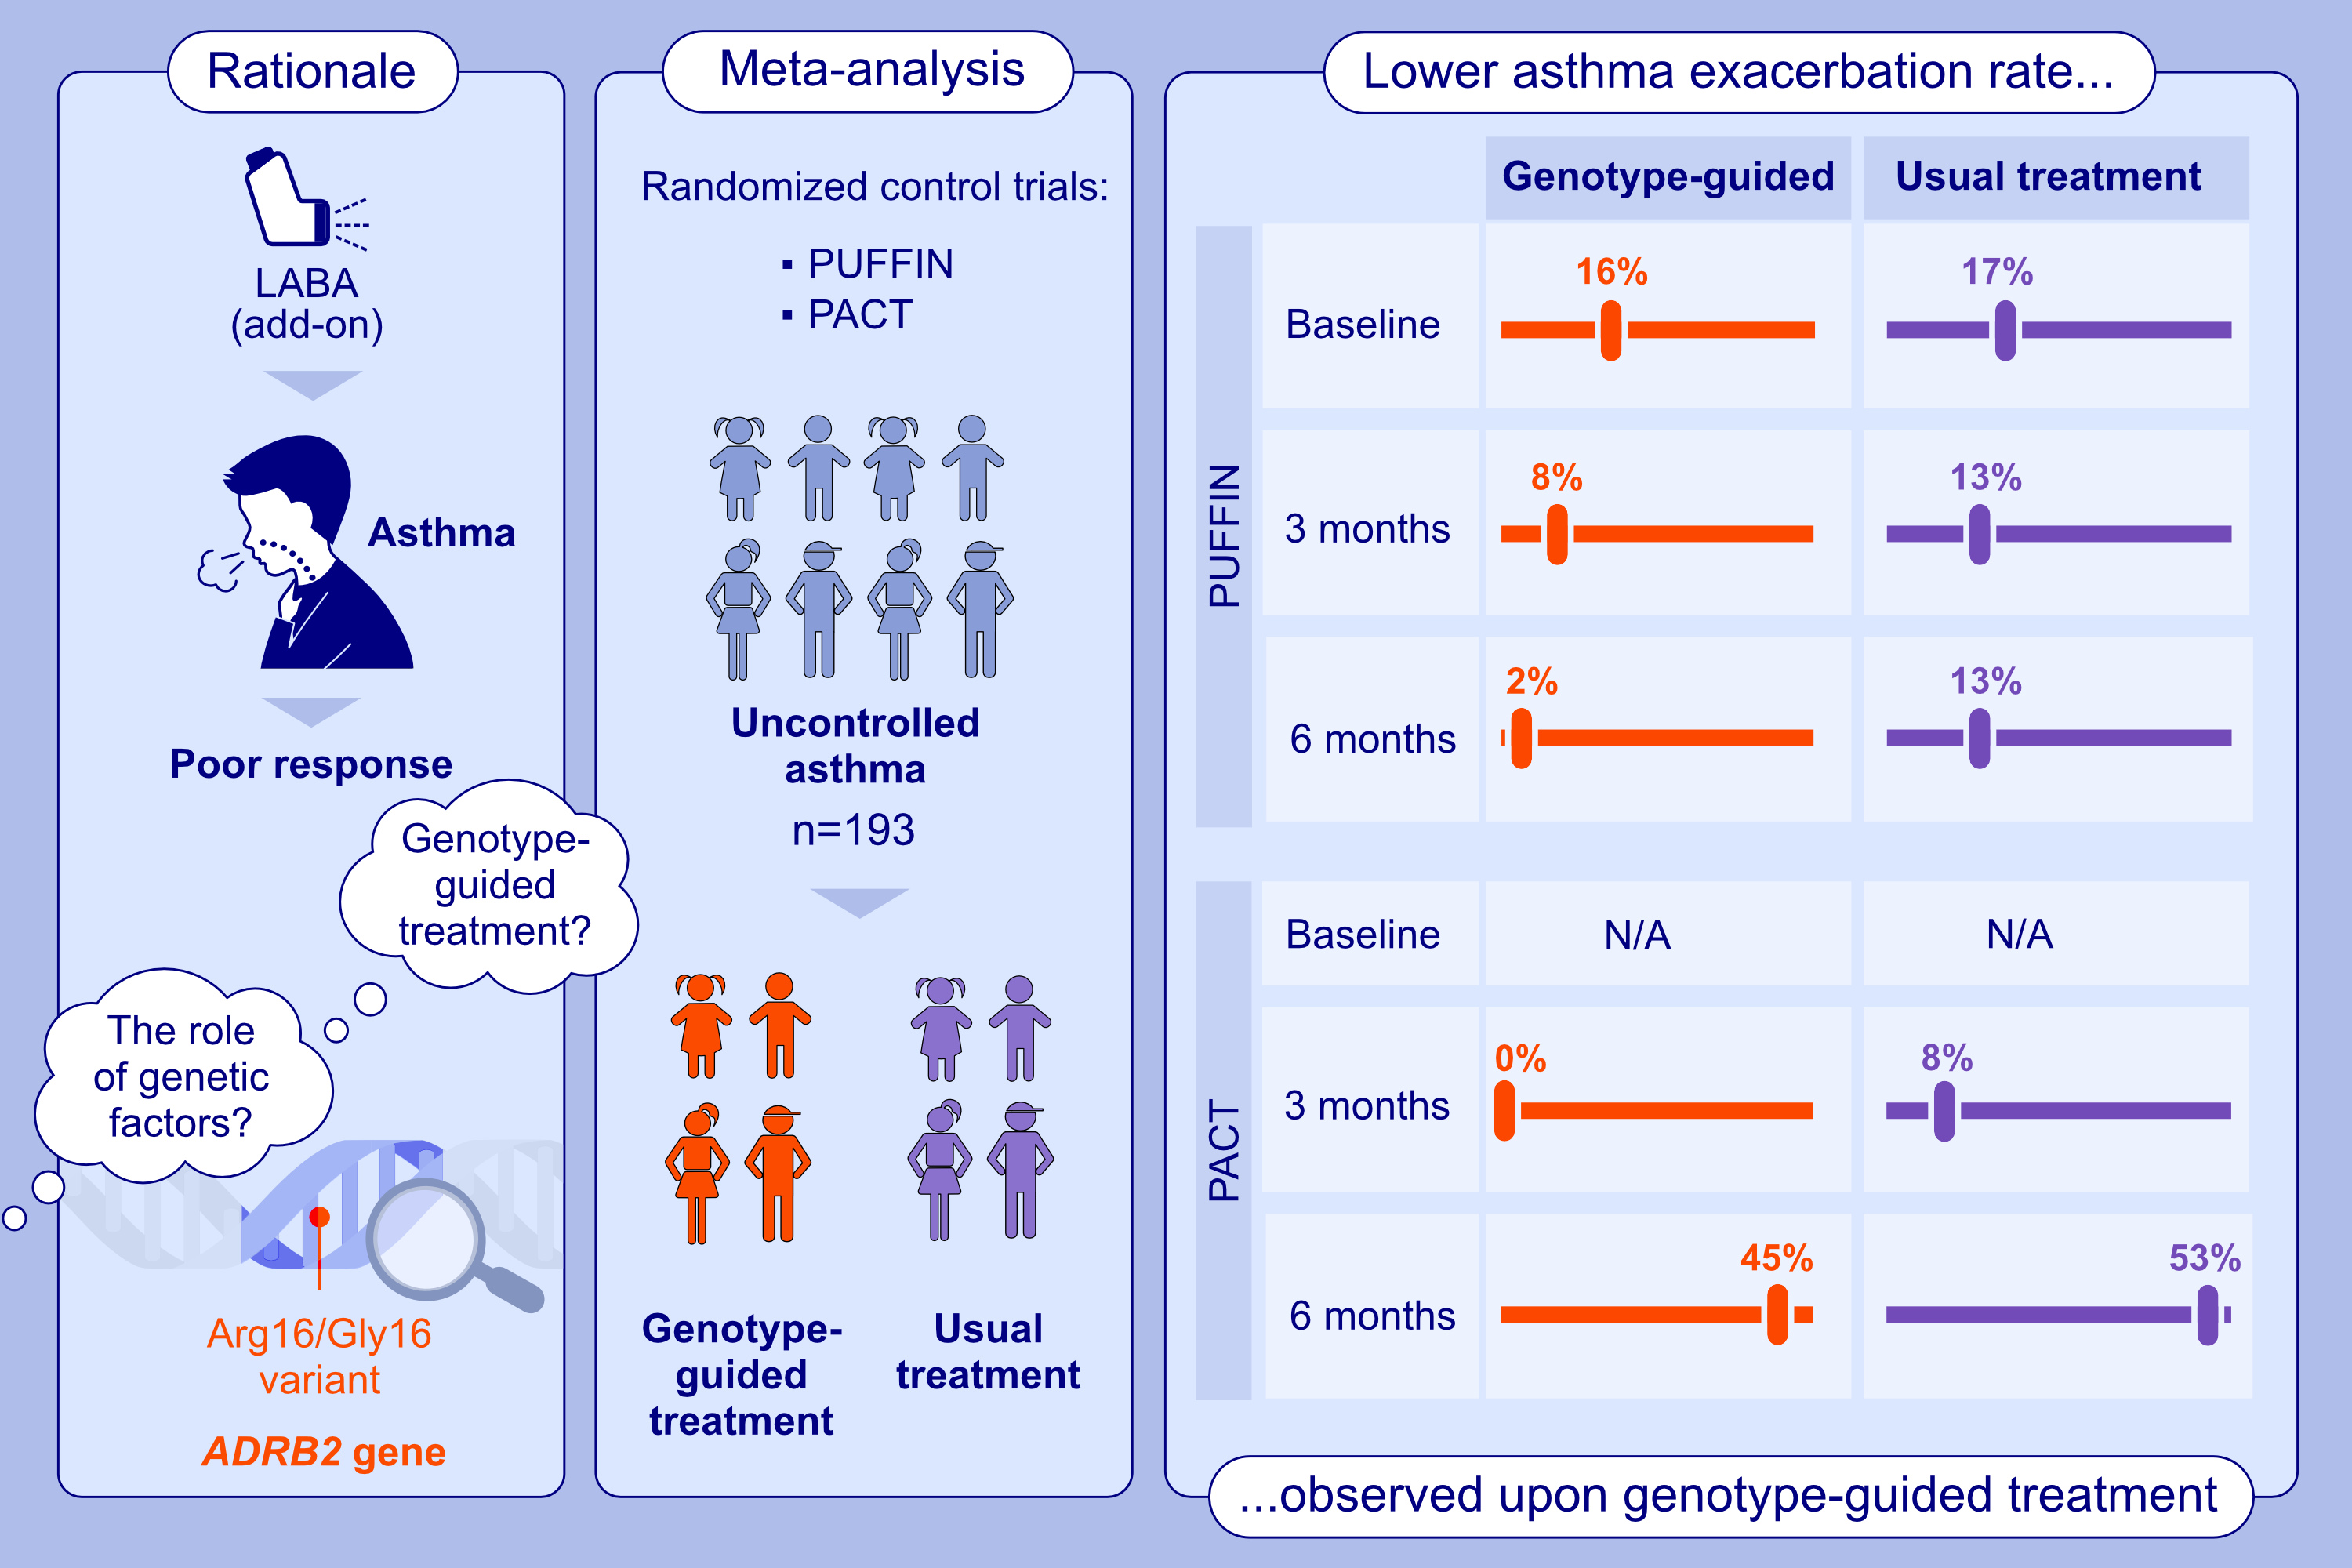 Rationale
LABA
(add-on)
Asthma
Poor response
Genotype-
guided
treatment?
The role
of genetic
factors?
Arg16/Gly16
variant
ADRB2 gene
Meta-analysis
Randomized control trials:
▪ PUFFIN
▪ PACT
Uncontrolled
asthma
n=193
Genotype-
guided
treatment
Usual
treatment
Lower asthma exacerbation rate...
Genotype-guided
Usual treatment
PUFFIN
Baseline
16%
17%
3 months
8%
13%
6 months
2%
13%
PACT
Baseline
N/A
N/A
3 months
0%
8%
6 months
45%
53%
...observed upon genotype-guided treatment